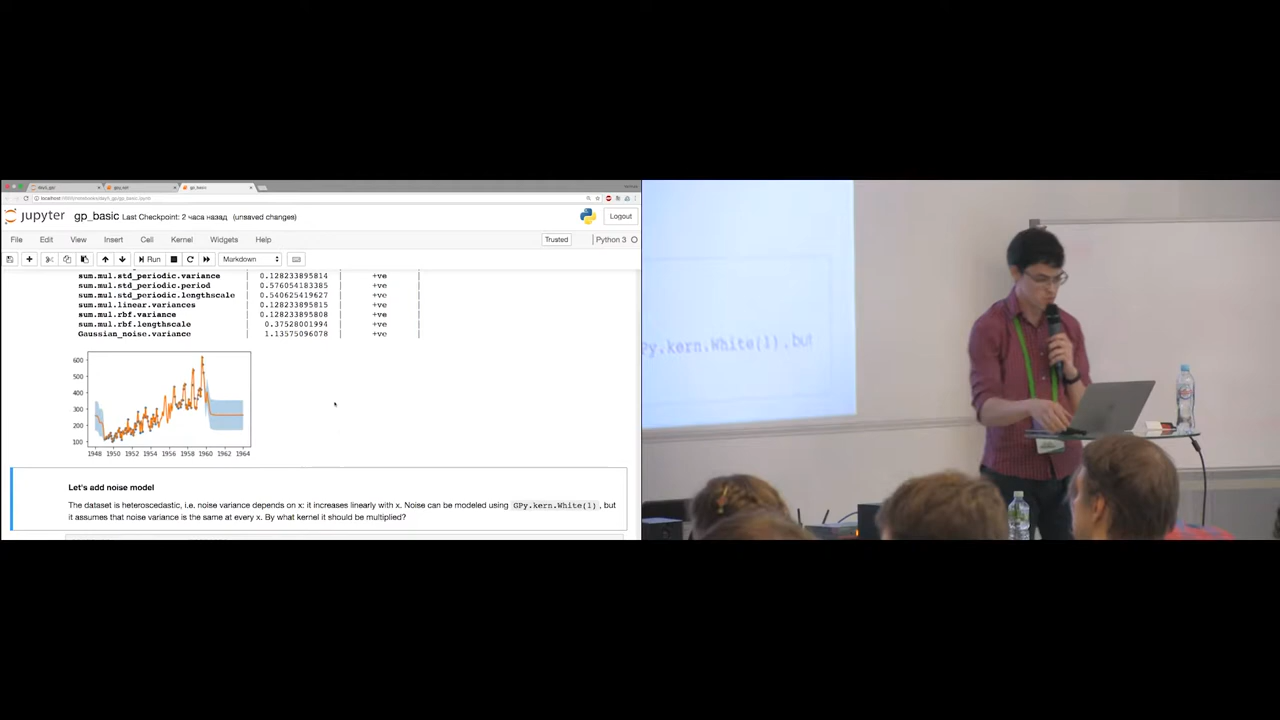 gp_basic
jupyter gp_basic Last Checkpoint: 2 часа назад (unsaved changes) Logout
File Edit View Insert Cell Kernel Widgets Help Trusted Python 3
Run Markdown
sum.mul.std_periodic.variance | 0.128233895814 | +ve |
sum.mul.std_periodic.period | 0.576054183385 | +ve |
sum.mul.std_periodic.lengthscale | 0.540625419627 | +ve |
sum.mul.linear.variances | 0.128233895815 | +ve |
sum.mul.rbf.variance | 0.128233895808 | +ve |
sum.mul.rbf.lengthscale | 0.37528001994 | +ve |
Gaussian_noise.variance | 1.13575096078 | +ve |
600
500
400
300
200
100
1948 1950 1952 1954 1956 1958 1960 1962 1964
Let's add noise model
The dataset is heteroscedastic, i.e. noise variance depends on x: it increases linearly with x. Noise can be modeled using GPy.kern.White(1), but
it assumes that noise variance is the same at every x. By what kernel it should be multiplied?
Py.kern.White(1), but